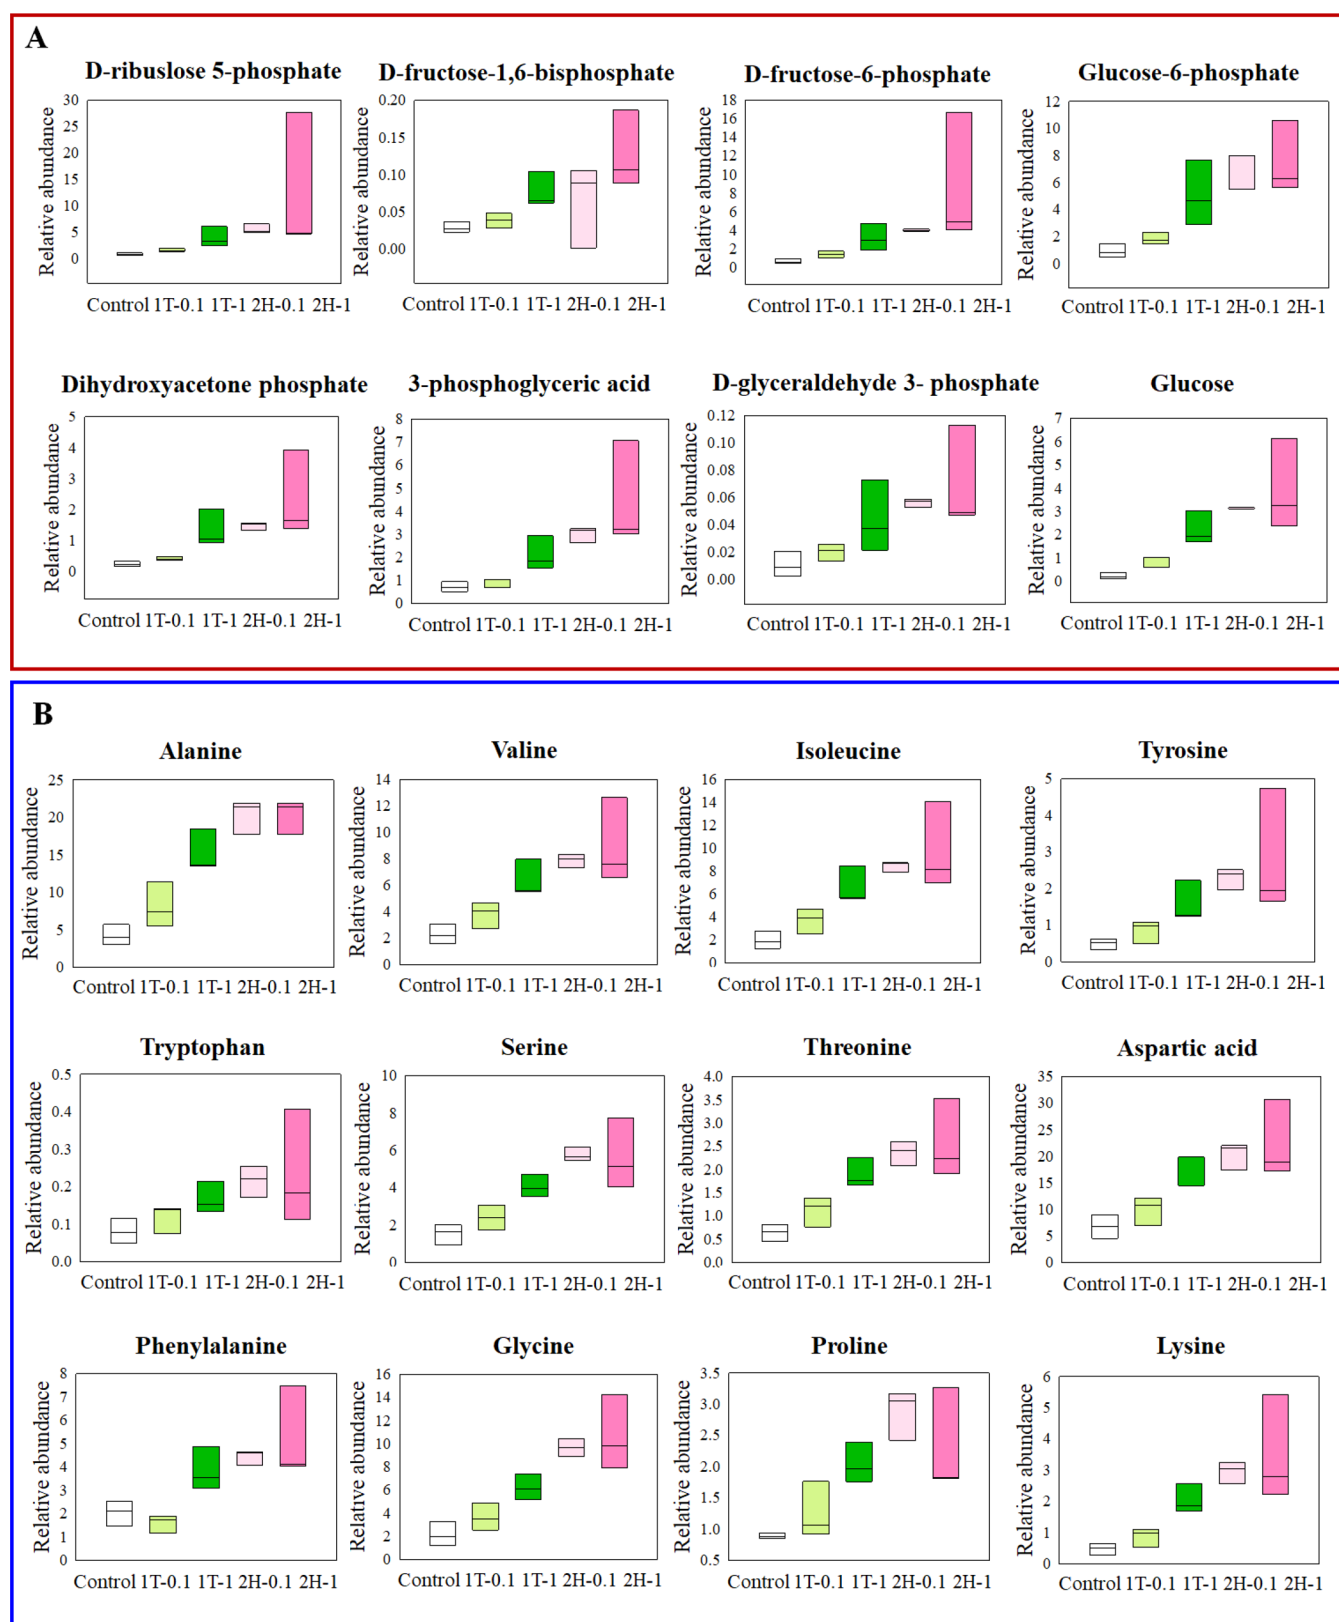 A
D-ribuslose 5-phosphate
D-fructose-1,6-bisphosphate
D-fructose-6-phosphate
Glucose-6-phosphate
Relative abundance
30
25
20
15
10
5
0
Control 1T-0.1 1T-1 2H-0.1 2H-1
Relative abundance
0.20
0.15
0.10
0.05
0.00
Control 1T-0.1 1T-1 2H-0.1 2H-1
Relative abundance
18
16
14
12
10
8
6
4
2
0
Control 1T-0.1 1T-1 2H-0.1 2H-1
Relative abundance
12
10
8
6
4
2
0
Control 1T-0.1 1T-1 2H-0.1 2H-1
Dihydroxyacetone phosphate
3-phosphoglyceric acid
D-glyceraldehyde 3- phosphate
Glucose
Relative abundance
5
4
3
2
1
0
Control 1T-0.1 1T-1 2H-0.1 2H-1
Relative abundance
8
7
6
5
4
3
2
1
0
Control 1T-0.1 1T-1 2H-0.1 2H-1
Relative abundance
0.12
0.10
0.08
0.06
0.04
0.02
0.00
Control 1T-0.1 1T-1 2H-0.1 2H-1
Relative abundance
7
6
5
4
3
2
1
0
Control 1T-0.1 1T-1 2H-0.1 2H-1
B
Alanine
Valine
Isoleucine
Tyrosine
Relative abundance
25
20
15
10
5
0
Control 1T-0.1 1T-1 2H-0.1 2H-1
Relative abundance
14
12
10
8
6
4
2
0
Control 1T-0.1 1T-1 2H-0.1 2H-1
Relative abundance
16
14
12
10
8
6
4
2
0
Control 1T-0.1 1T-1 2H-0.1 2H-1
Relative abundance
5
4
3
2
1
0
Control 1T-0.1 1T-1 2H-0.1 2H-1
Tryptophan
Serine
Threonine
Aspartic acid
Relative abundance
0.5
0.4
0.3
0.2
0.1
0.0
Control 1T-0.1 1T-1 2H-0.1 2H-1
Relative abundance
10
8
6
4
2
0
Control 1T-0.1 1T-1 2H-0.1 2H-1
Relative abundance
4.0
3.5
3.0
2.5
2.0
1.5
1.0
0.5
0.0
Control 1T-0.1 1T-1 2H-0.1 2H-1
Relative abundance
35
30
25
20
15
10
5
0
Control 1T-0.1 1T-1 2H-0.1 2H-1
Phenylalanine
Glycine
Proline
Lysine
Relative abundance
8
7
6
5
4
3
2
1
0
Control 1T-0.1 1T-1 2H-0.1 2H-1
Relative abundance
16
14
12
10
8
6
4
2
0
Control 1T-0.1 1T-1 2H-0.1 2H-1
Relative abundance
3.5
3.0
2.5
2.0
1.5
1.0
0.5
Control 1T-0.1 1T-1 2H-0.1 2H-1
Relative abundance
6
5
4
3
2
1
0
Control 1T-0.1 1T-1 2H-0.1 2H-1